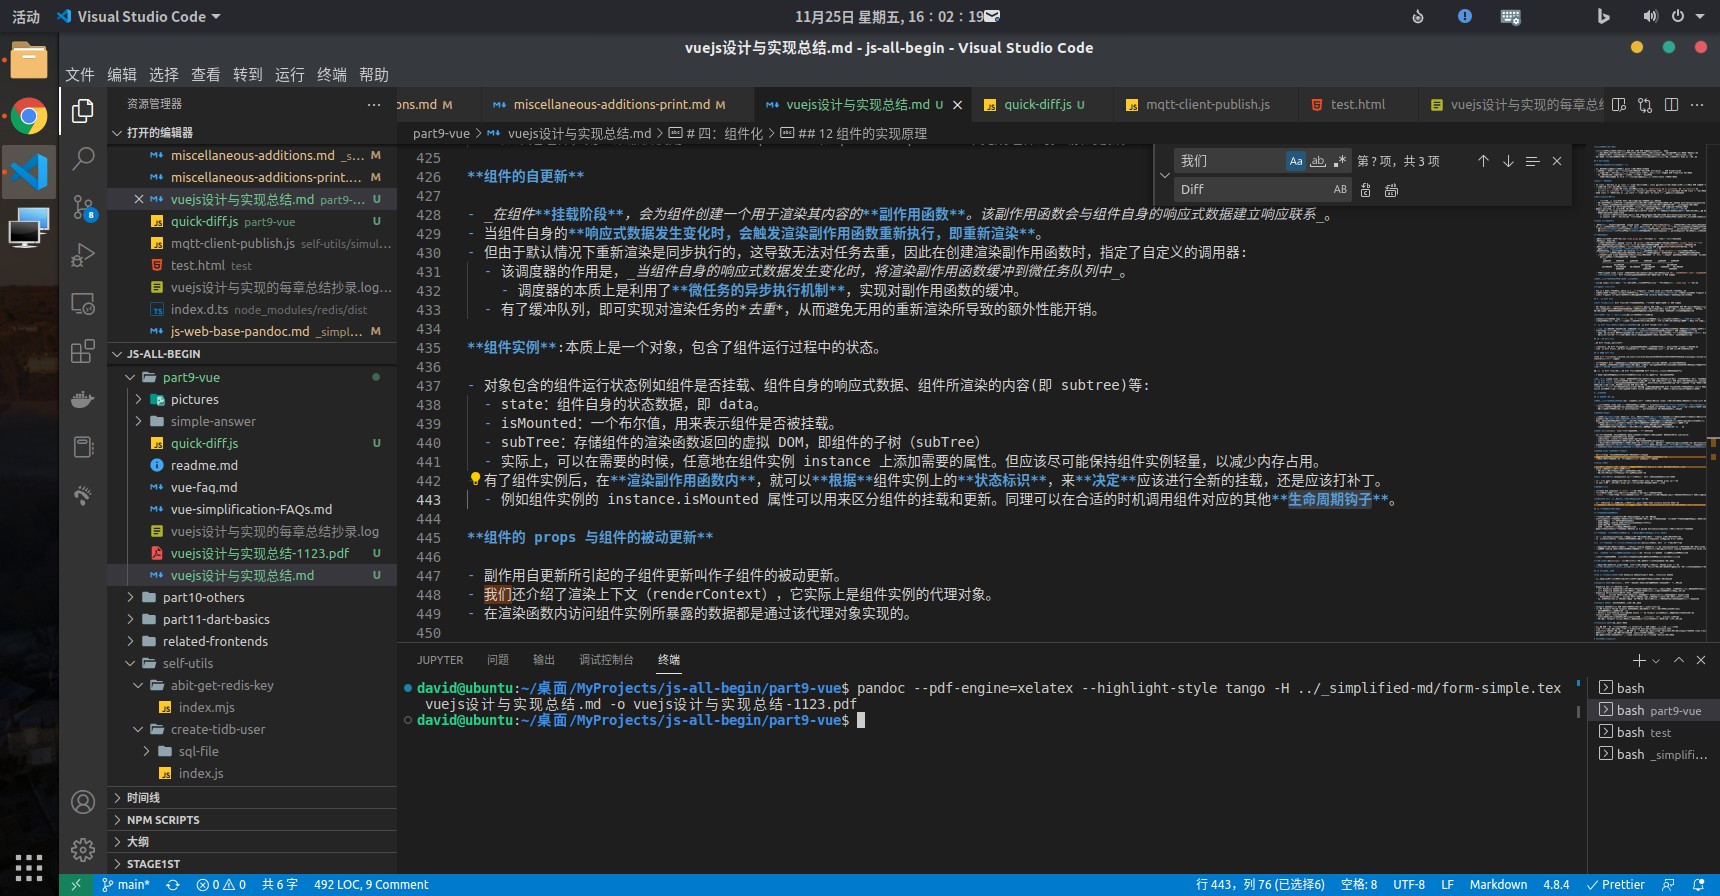 活动
Visual Studio Code
11月25日 星期五, 16：02：19
vuejs设计与实现总结.md - js-all-begin - Visual Studio Code
文件 编辑 选择 查看 转到 运行 终端 帮助
资源管理器
打开的编辑器
miscellaneous-additions.md _s... M
miscellaneous-additions-print.... M
vuejs设计与实现总结.md part9-... U
quick-diff.js part9-vue U
mqtt-client-publish.js self-utils/simul...
test.html test
vuejs设计与实现的每章总结抄录.log...
TS index.d.ts node_modules/redis/dist
js-web-base-pandoc.md _simpl... M
JS-ALL-BEGIN
part9-vue
pictures
simple-answer
quick-diff.js U
readme.md
vue-faq.md
vue-simplification-FAQs.md
vuejs设计与实现的每章总结抄录.log
vuejs设计与实现总结-1123.pdf U
vuejs设计与实现总结.md U
part10-others
part11-dart-basics
related-frontends
self-utils
abit-get-redis-key
index.mjs
create-tidb-user
sql-file
index.js
时间线
NPM SCRIPTS
大纲
STAGE1ST
ons.md M
miscellaneous-additions-print.md M
vuejs设计与实现总结.md U
quick-diff.js U
mqtt-client-publish.js
test.html
vuejs设计与实现的每章总结
part9-vue > vuejs设计与实现总结.md > # 四：组件化 > ## 12 组件的实现原理
我们 Aa ab 第?项，共 3 项
Diff AB
425
426 **组件的自更新**
427
428 - _在组件**挂载阶段**，会为组件创建一个用于渲染其内容的**副作用函数**。该副作用函数会与组件自身的响应式数据建立响应联系_。
429 - 当组件自身的**响应式数据发生变化时，会触发渲染副作用函数重新执行，即重新渲染**。
430 - 但由于默认情况下重新渲染是同步执行的，这导致无法对任务去重，因此在创建渲染副作用函数时，指定了自定义的调用器:
431 - 该调度器的作用是，_当组件自身的响应式数据发生变化时，将渲染副作用函数缓冲到微任务队列中_。
432 - 调度器的本质上是利用了**微任务的异步执行机制**，实现对副作用函数的缓冲。
433 - 有了缓冲队列，即可实现对渲染任务的*去重*，从而避免无用的重新渲染所导致的额外性能开销。
434
435 **组件实例**:本质上是一个对象，包含了组件运行过程中的状态。
436
437 - 对象包含的组件运行状态例如组件是否挂载、组件自身的响应式数据、组件所渲染的内容(即 subtree)等:
438 - state：组件自身的状态数据，即 data。
439 - isMounted：一个布尔值，用来表示组件是否被挂载。
440 - subTree：存储组件的渲染函数返回的虚拟 DOM，即组件的子树（subTree）
441 - 实际上，可以在需要的时候，任意地在组件实例 instance 上添加需要的属性。但应该尽可能保持组件实例轻量，以减少内存占用。
442 有了组件实例后，在**渲染副作用函数内**，就可以**根据**组件实例上的**状态标识**，来**决定**应该进行全新的挂载，还是应该打补丁。
443 - 例如组件实例的 instance.isMounted 属性可以用来区分组件的挂载和更新。同理可以在合适的时机调用组件对应的其他**生命周期钩子**。
444
445 **组件的 props 与组件的被动更新**
446
447 - 副作用自更新所引起的子组件更新叫作子组件的被动更新。
448 - 我们还介绍了渲染上下文（renderContext），它实际上是组件实例的代理对象。
449 - 在渲染函数内访问组件实例所暴露的数据都是通过该代理对象实现的。
450
JUPYTER 问题 输出 调试控制台 终端
david@ubuntu:~/桌面/MyProjects/js-all-begin/part9-vue$ pandoc --pdf-engine=xelatex --highlight-style tango -H ../_simplified-md/form-simple.tex
vuejs设计与实现总结.md -o vuejs设计与实现总结-1123.pdf
david@ubuntu:~/桌面/MyProjects/js-all-begin/part9-vue$
bash
bash part9-vue
bash test
bash _simplifi...
8
main* 0 0 共 6 字 492 LOC, 9 Comment
行 443，列 76 (已选择6) 空格: 8 UTF-8 LF Markdown 4.8.4 Prettier